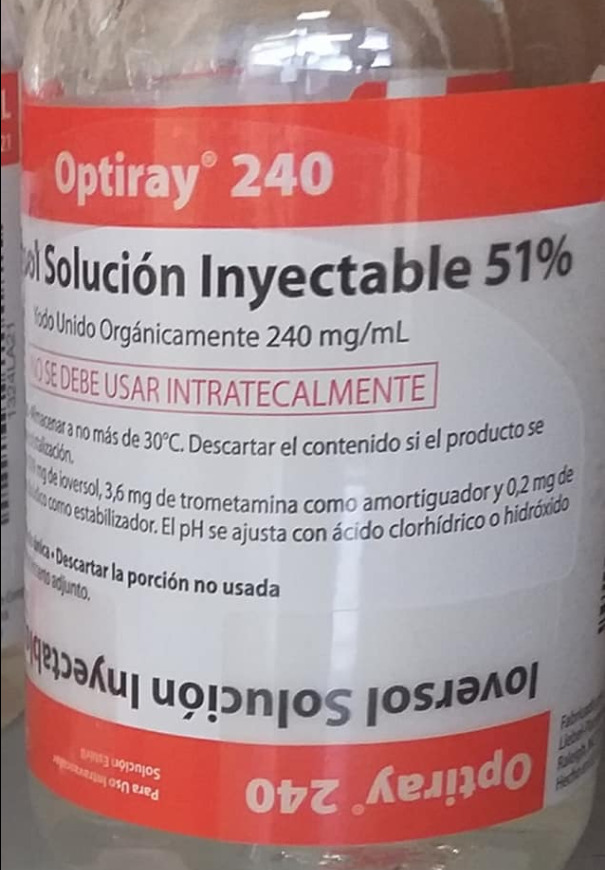 Optiray® 240
Solución Inyectable 51%
Yodo Unido Orgánicamente 240 mg/mL
NO SE DEBE USAR INTRATECALMENTE
Almacenar a no más de 30°C. Descartar el contenido si el producto se
mg de ioversol, 3,6 mg de trometamina como amortiguador y 0,2 mg de
como estabilizador. El pH se ajusta con ácido clorhídrico o hidróxido
• Descartar la porción no usada
adjunto.
Ioversol Solución Inyectable
Optiray® 240
Para Uso Intravascular
Solución Estéril